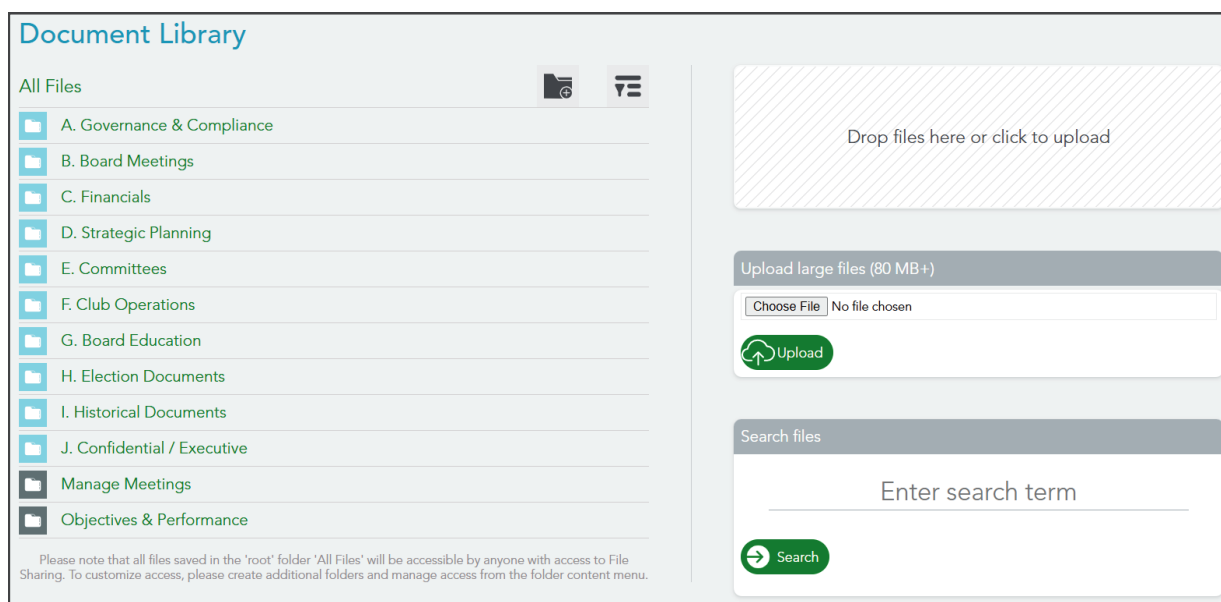 Document Library
All Files
A. Governance & Compliance
B. Board Meetings
C. Financials
D. Strategic Planning
E. Committees
F. Club Operations
G. Board Education
H. Election Documents
I. Historical Documents
J. Confidential / Executive
Manage Meetings
Objectives & Performance
Please note that all files saved in the 'root' folder 'All Files' will be accessible by anyone with access to File
Sharing. To customize access, please create additional folders and manage access from the folder content menu.
Drop files here or click to upload
Upload large files (80 MB+)
Choose File No file chosen
Upload
Search files
Enter search term
Search